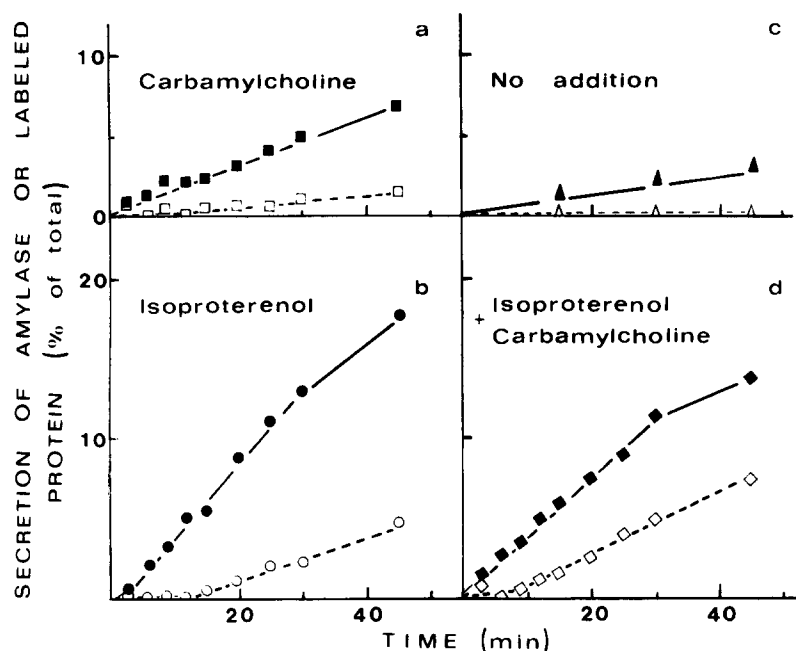 SECRETION OF AMYLASE OR LABELED
PROTEIN (% of total)
a
10
Carbamylcholine
0
c
No addition
b
20
Isoproterenol
10
20
40
d
Isoproterenol
+ Carbamylcholine
20
40
TIME (min)